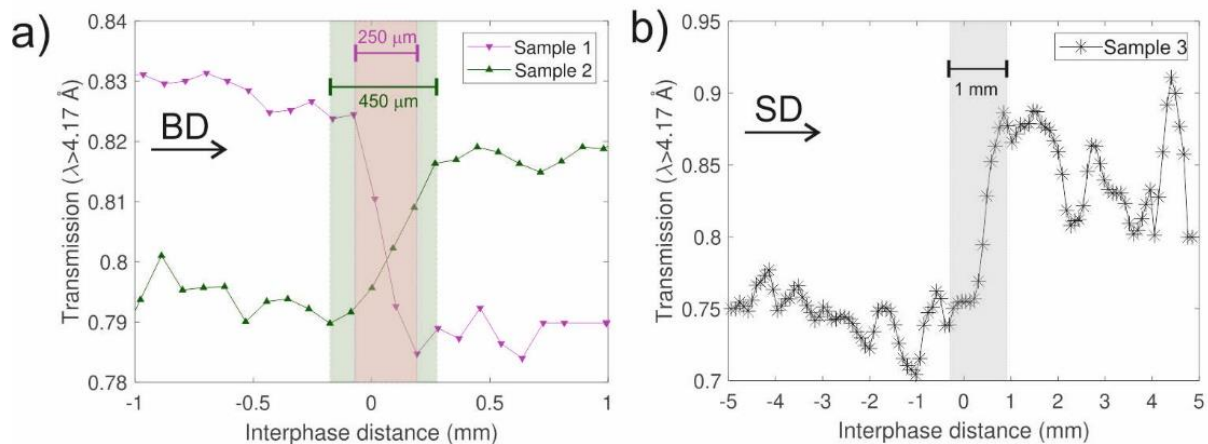 a)
0.84
0.83
0.82
0.81
0.8
0.79
0.78
Transmission (λ>4.17 Å)
250 μm
450 μm
BD
Sample 1
Sample 2
-1
-0.5
0
0.5
1
Interphase distance (mm)
b)
0.95
0.9
0.85
0.8
0.75
0.7
Transmission (λ>4.17 Å)
1 mm
SD
Sample 3
-5 -4 -3 -2 -1 0 1 2 3 4 5
Interphase distance (mm)